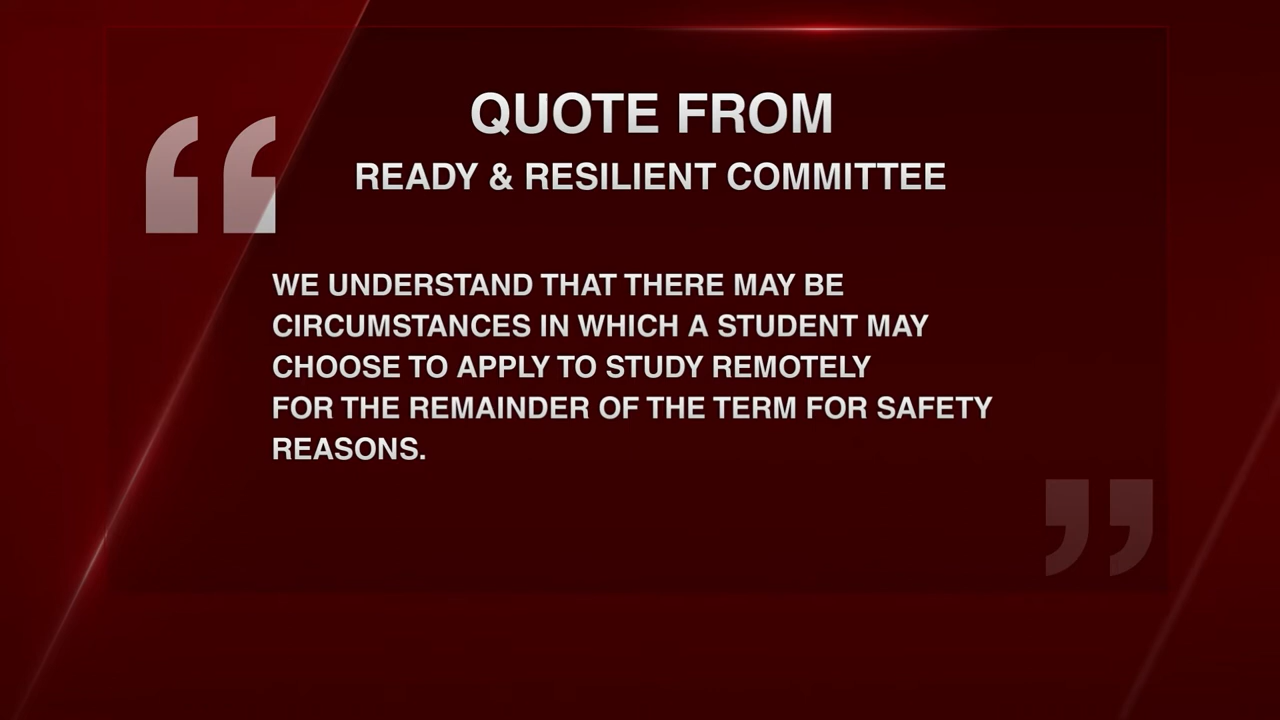 QUOTE FROM
READY & RESILIENT COMMITTEE
“
WE UNDERSTAND THAT THERE MAY BE
CIRCUMSTANCES IN WHICH A STUDENT MAY
CHOOSE TO APPLY TO STUDY REMOTELY
FOR THE REMAINDER OF THE TERM FOR SAFETY
REASONS.
”